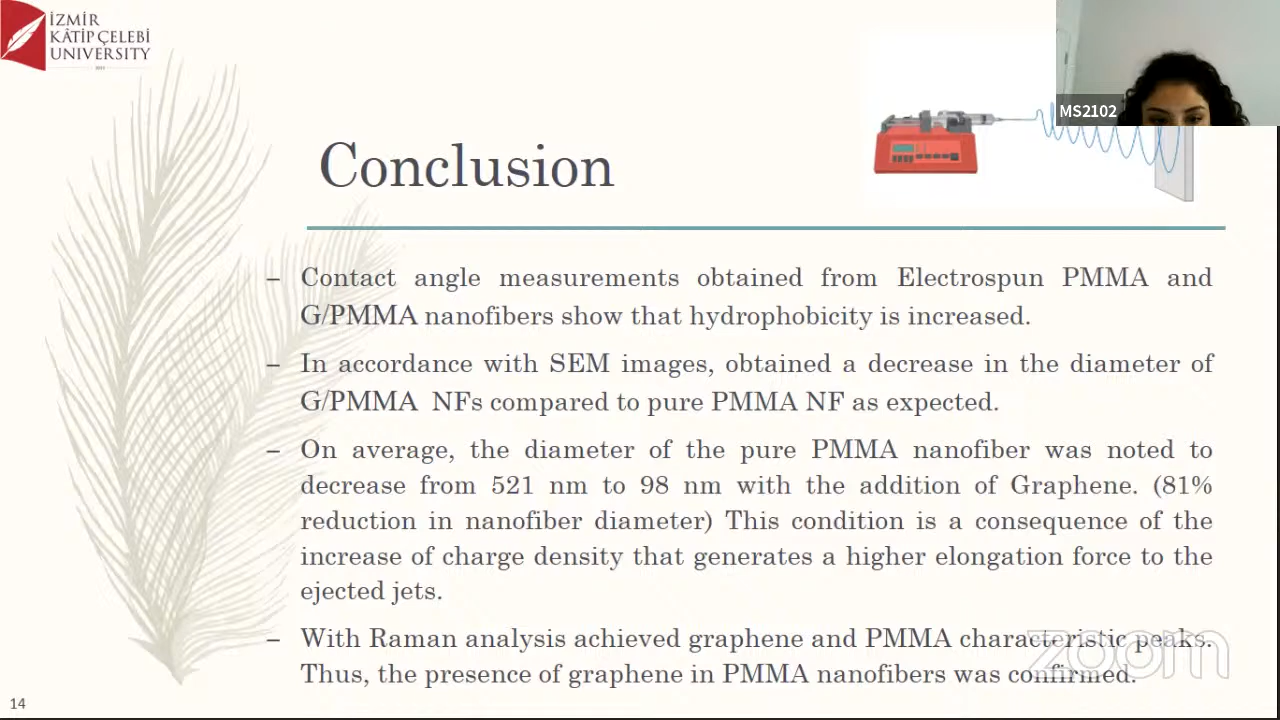 İZMİR
KÂTİP ÇELEBİ
UNIVERSITY
MS2102
Conclusion
– Contact angle measurements obtained from Electrospun PMMA and
G/PMMA nanofibers show that hydrophobicity is increased.
– In accordance with SEM images, obtained a decrease in the diameter of
G/PMMA NFs compared to pure PMMA NF as expected.
– On average, the diameter of the pure PMMA nanofiber was noted to
decrease from 521 nm to 98 nm with the addition of Graphene. (81%
reduction in nanofiber diameter) This condition is a consequence of the
increase of charge density that generates a higher elongation force to the
ejected jets.
– With Raman analysis achieved graphene and PMMA characteristic peaks.
Thus, the presence of graphene in PMMA nanofibers was confirmed.
zoom
14